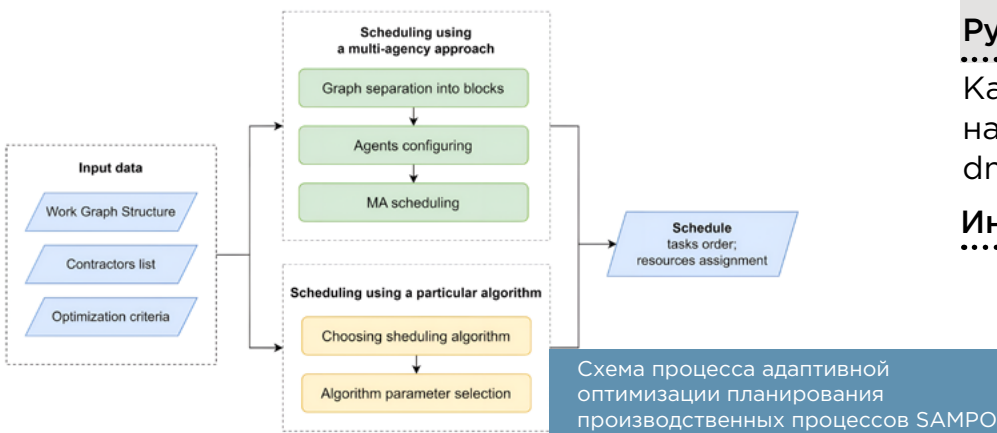 Scheduling using
a multi-agency approach
Graph separation into blocks
Agents configuring
MA scheduling
Input data
Work Graph Structure
Contractors list
Optimization criteria
Schedule
tasks order;
resources assignment
Scheduling using a particular algorithm
Choosing sheduling algorithm
Algorithm parameter selection
Схема процесса адаптивной
оптимизации планирования
производственных процессов SAMPO